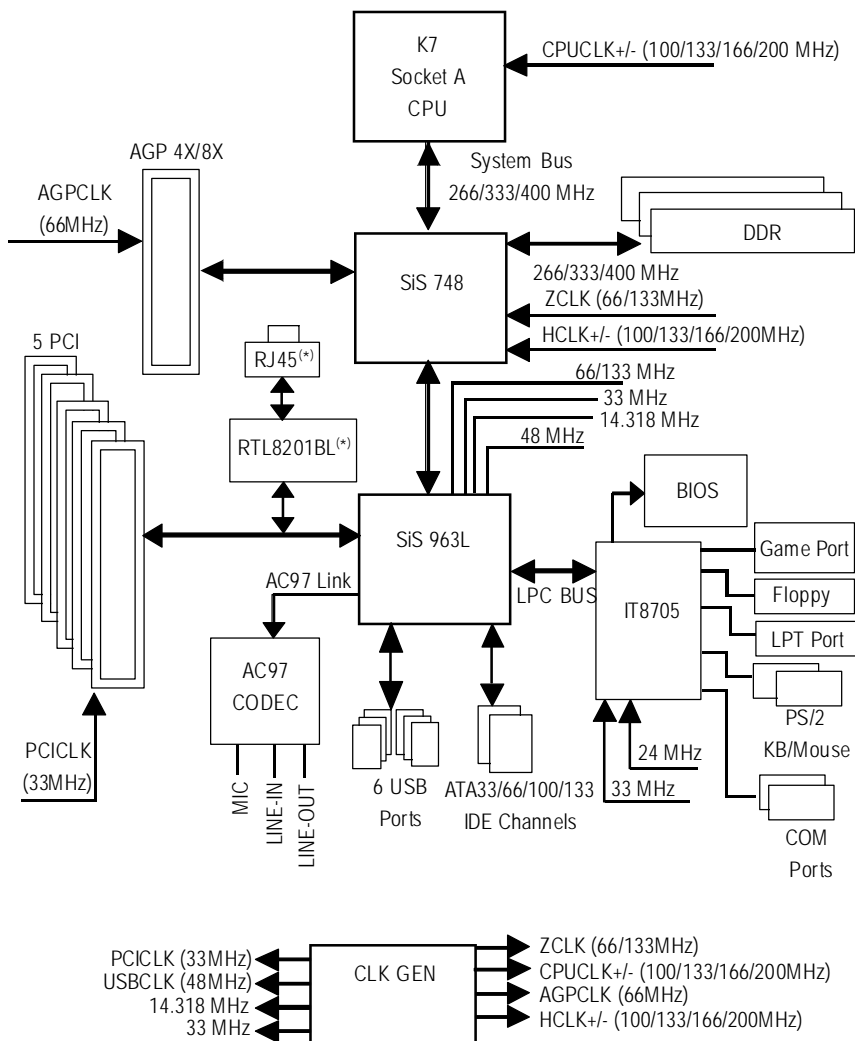 K7
Socket A
CPU
CPUCLK+/- (100/133/166/200 MHz)
AGP 4X/8X
System Bus
266/333/400 MHz
AGPCLK
(66MHz)
DDR
SiS 748
266/333/400 MHz
ZCLK (66/133MHz)
HCLK+/- (100/133/166/200MHz)
5 PCI
RJ45(*)
66/133 MHz
33 MHz
14.318 MHz
48 MHz
RTL8201BL(*)
BIOS
SiS 963L
Game Port
AC97 Link
LPC BUS
IT8705
Floppy
LPT Port
AC97
CODEC
PS/2
KB/Mouse
PCICLK
(33MHz)
24 MHz
33 MHz
MIC
LINE-IN
LINE-OUT
6 USB
Ports
ATA33/66/100/133
IDE Channels
COM
Ports
CLK GEN
PCICLK (33MHz)
USBCLK (48MHz)
14.318 MHz
33 MHz
ZCLK (66/133MHz)
CPUCLK+/- (100/133/166/200MHz)
AGPCLK (66MHz)
HCLK+/- (100/133/166/200MHz)